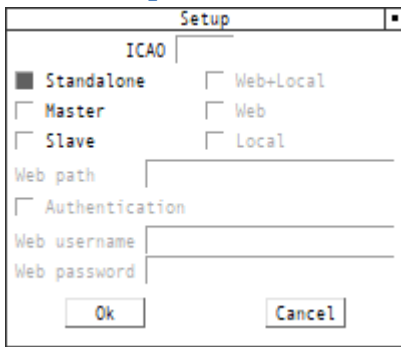 Setup
ICAO
Standalone Web+Local
Master Web
Slave Local
Web path
Authentication
Web username
Web password
Ok Cancel